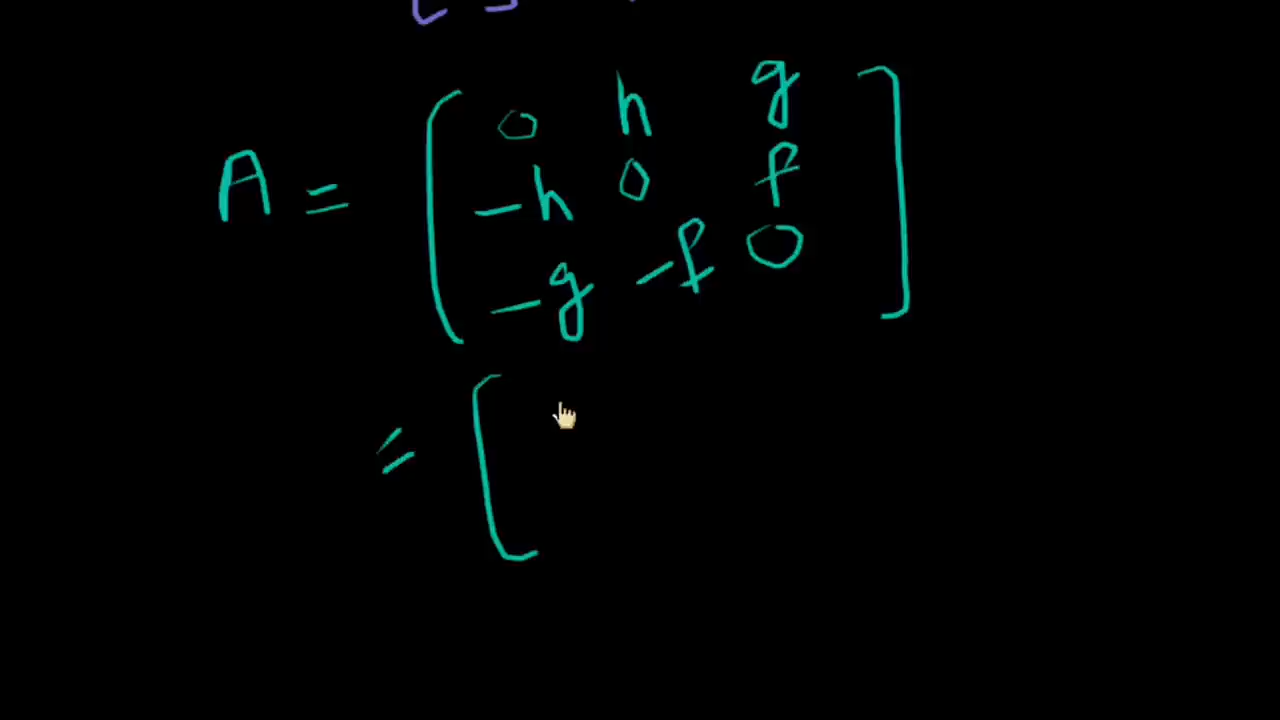 A = [ 0 h g
-h 0 f
-g -f 0 ]
= [